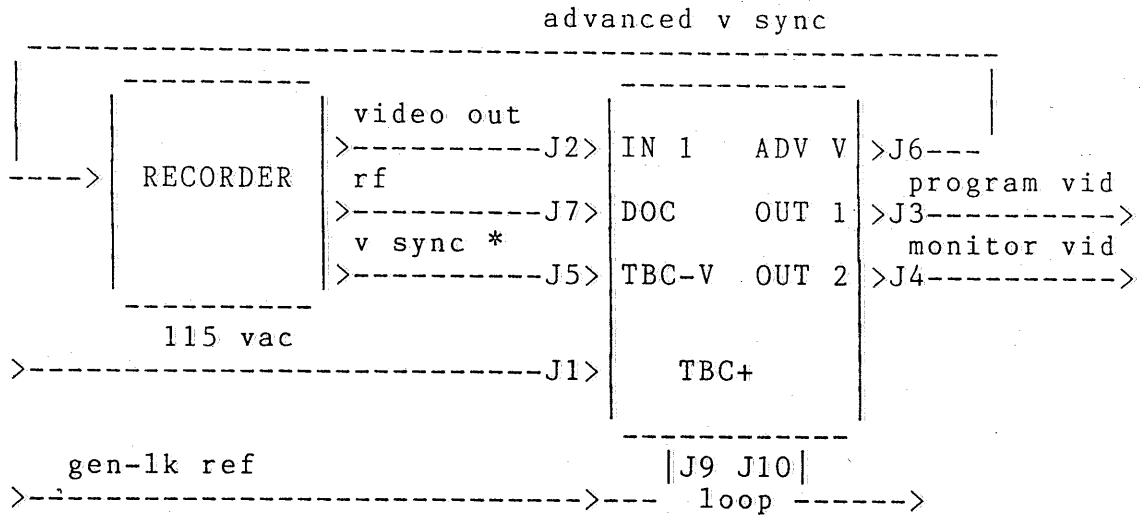 advanced v sync
video out
>----------J2> IN 1 ADV V >J6---
----> RECORDER rf program vid
>----------J7> DOC OUT 1 >J3---------->
v sync * monitor vid
>----------J5> TBC-V OUT 2 >J4---------->
115 vac
>---------------------------J1> TBC+
gen-lk ref |J9 J10|
>----------------------------->--- loop ------>